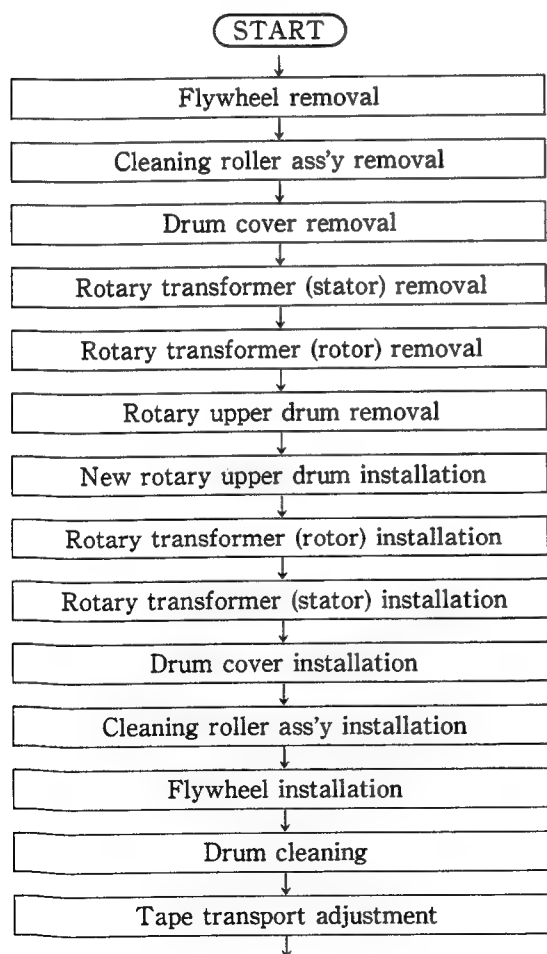 START
Flywheel removal
Cleaning roller ass'y removal
Drum cover removal
Rotary transformer (stator) removal
Rotary transformer (rotor) removal
Rotary upper drum removal
New rotary upper drum installation
Rotary transformer (rotor) installation
Rotary transformer (stator) installation
Drum cover installation
Cleaning roller ass'y installation
Flywheel installation
Drum cleaning
Tape transport adjustment